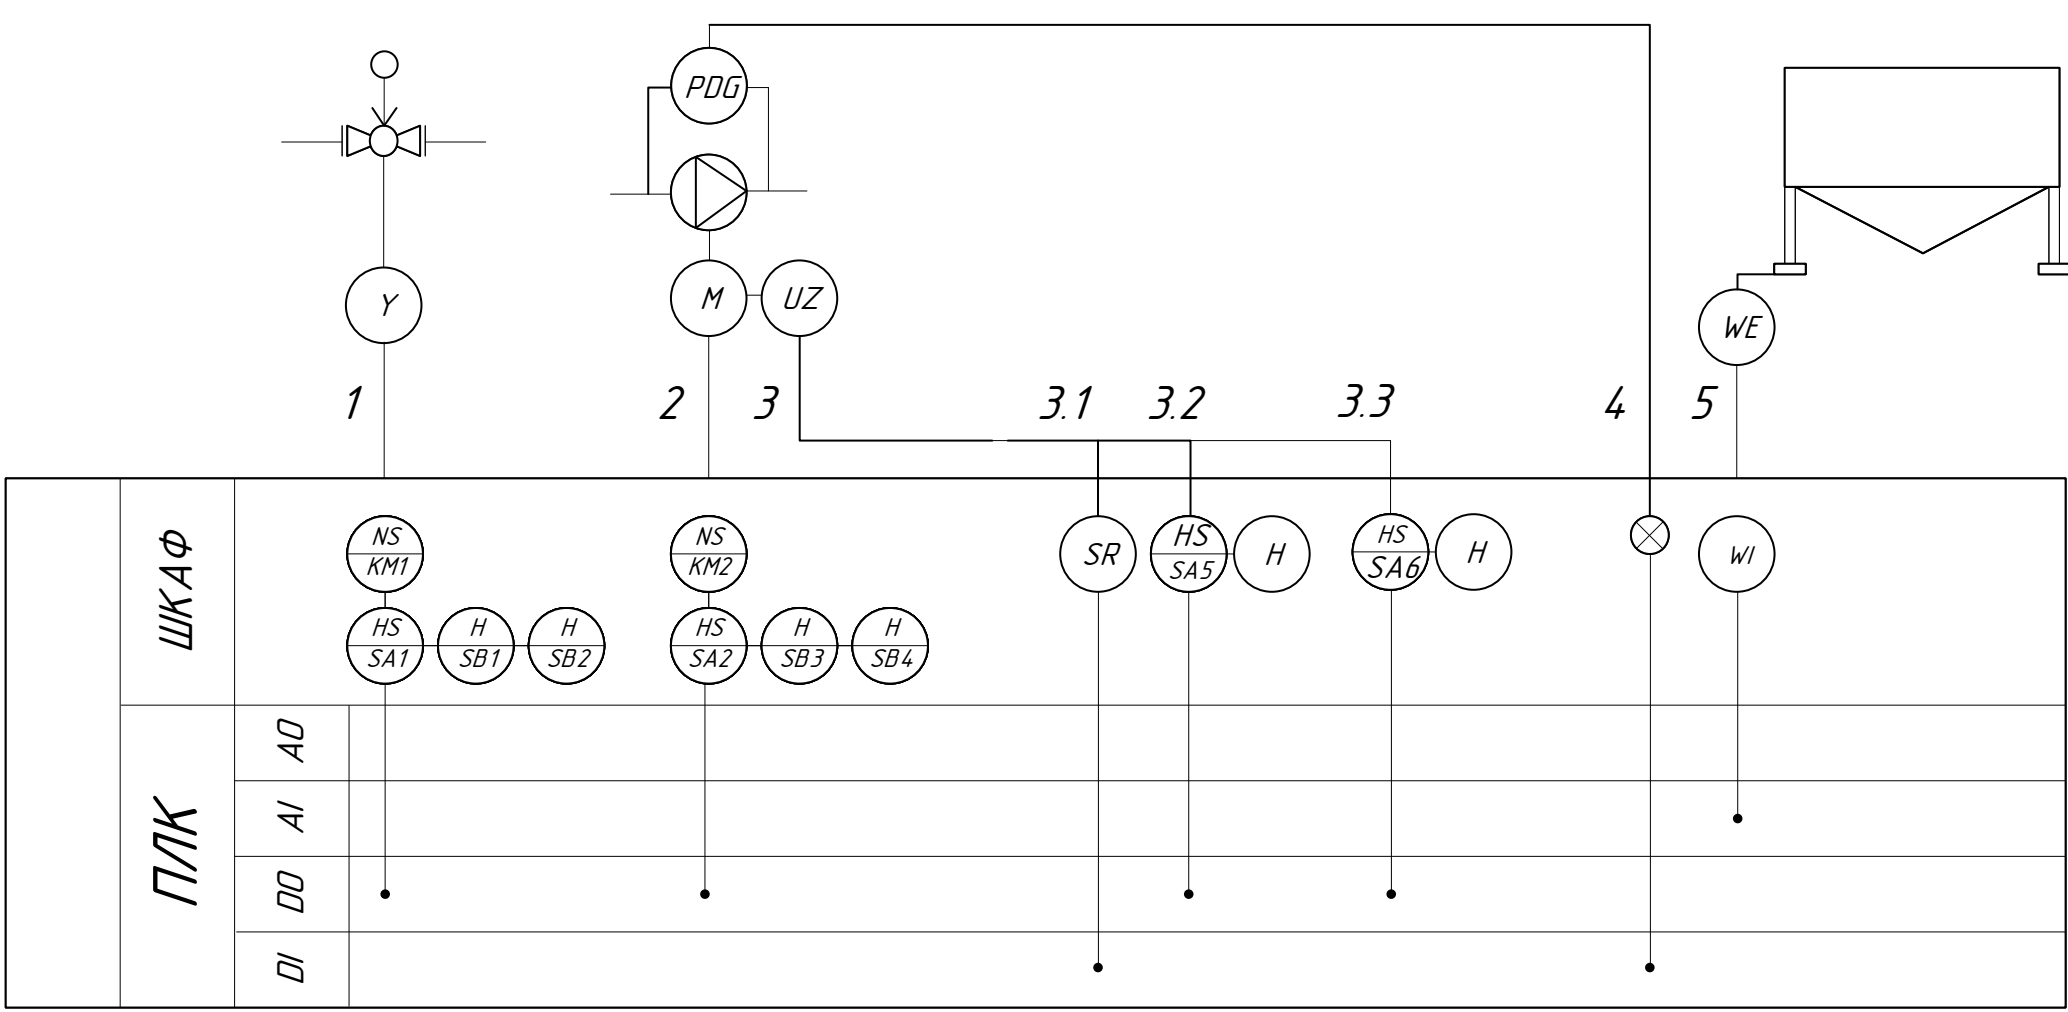 PDG
Y
M
UZ
WE
1
2
3
3.1
3.2
3.3
4
5
ШКАФ
NS
KM1
NS
KM2
SR
HS
SA5
H
HS
SA6
H
WI
HS
SA1
H
SB1
H
SB2
HS
SA2
H
SB3
H
SB4
ПЛК
AO
AI
DO
DI